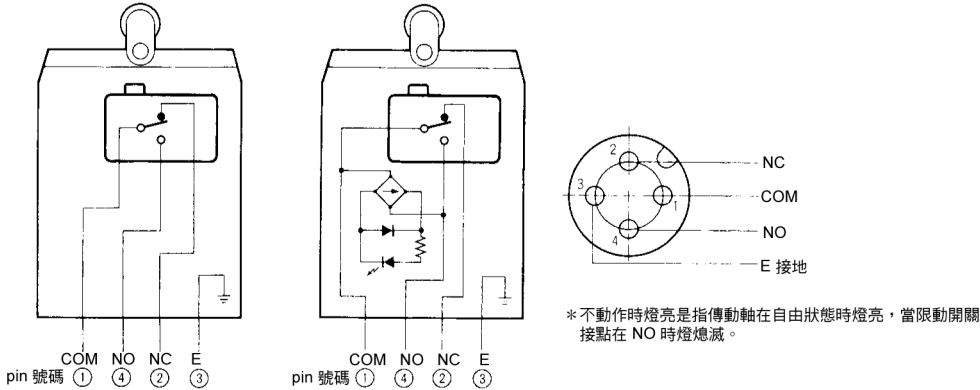 COM NO NC E
pin 號碼 ① ④ ② ③
COM NO NC E
pin 號碼 ① ④ ② ③
2
3
1
4
NC
COM
NO
E 接地
＊不動作時燈亮是指傳動軸在自由狀態時燈亮，當限動開關
接點在 NO 時燈熄滅。